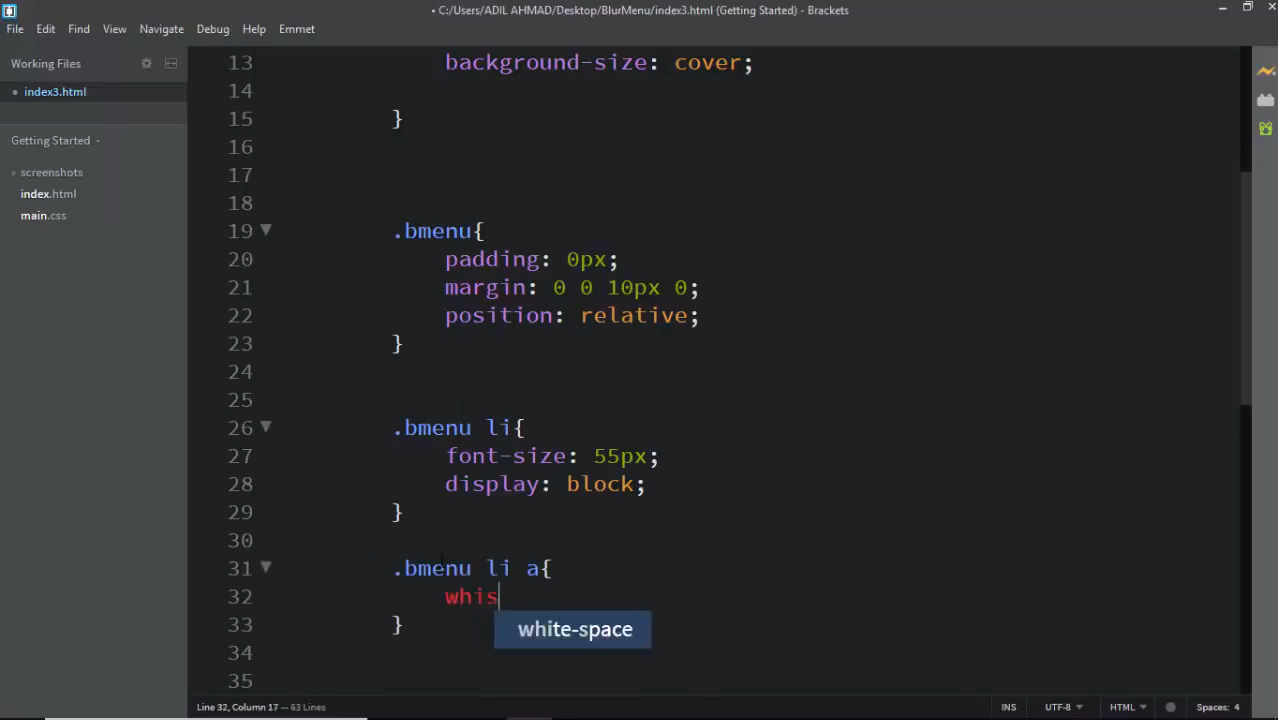 • C:/Users/ADIL AHMAD/Desktop/BlurMenu/index3.html (Getting Started) - Brackets
File Edit Find View Navigate Debug Help Emmet
Working Files
• index3.html
Getting Started
screenshots
index.html
main.css
13 background-size: cover;
14
15 }
16
17
18
19 .bmenu{
20 padding: 0px;
21 margin: 0 0 10px 0;
22 position: relative;
23 }
24
25
26 .bmenu li{
27 font-size: 55px;
28 display: block;
29 }
30
31 .bmenu li a{
32 whis
white-space
33 }
34
35
Line 32, Column 17 — 63 Lines INS UTF-8 HTML Spaces: 4